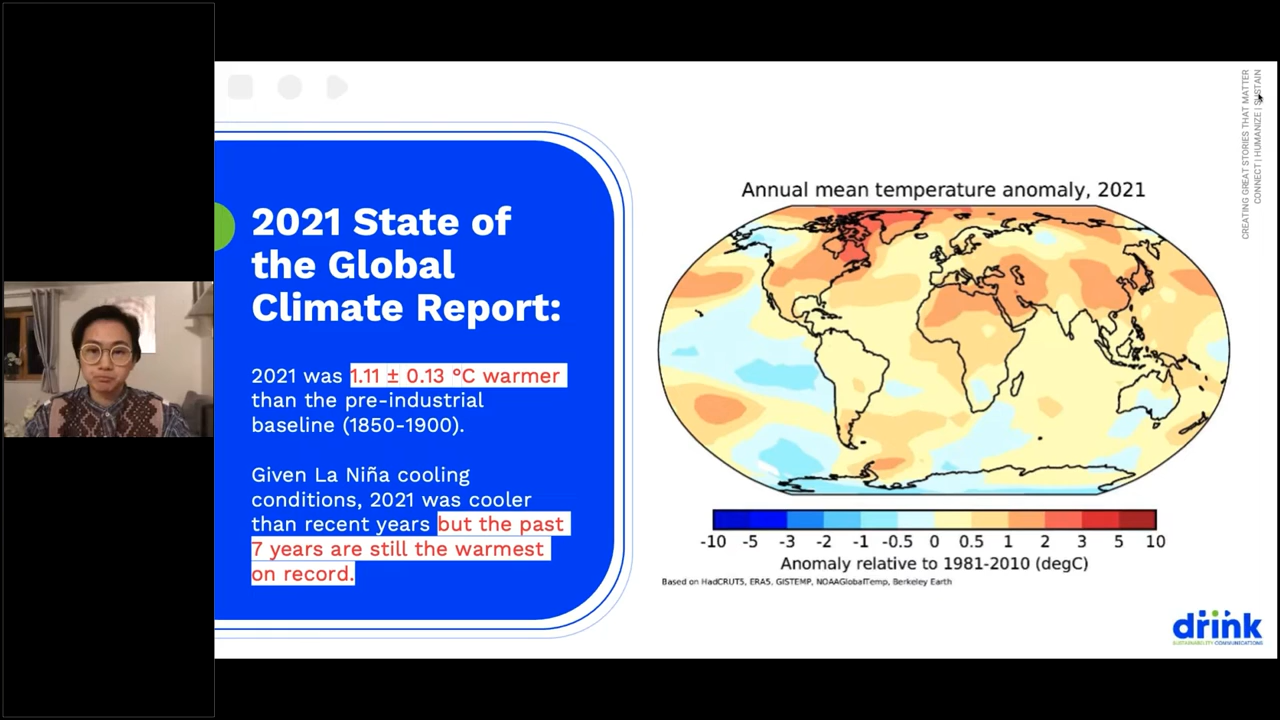 2021 State of
the Global
Climate Report:
2021 was 1.11 ± 0.13 °C warmer
than the pre-industrial
baseline (1850-1900).
Given La Niña cooling
conditions, 2021 was cooler
than recent years but the past
7 years are still the warmest
on record.
Annual mean temperature anomaly, 2021
-10 -5 -3 -2 -1 -0.5 0 0.5 1 2 3 5 10
Anomaly relative to 1981-2010 (degC)
Based on HadCRUT5, ERA5, GISTEMP, NOAAGlobalTemp, Berkeley Earth
CREATING GREAT STORIES THAT MATTER
CONNECT | HUMANIZE | SUSTAIN
drink
SUSTAINABILITY COMMUNICATIONS